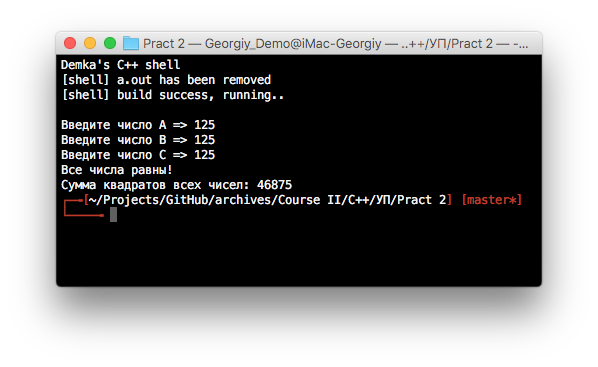 Pract 2 — Georgiy_Demo@iMac-Georgiy — ..++/УП/Pract 2 — -...
Demka's C++ shell
[shell] a.out has been removed
[shell] build success, running..
Введите число A => 125
Введите число B => 125
Введите число C => 125
Все числа равны!
Сумма квадратов всех чисел: 46875
[~/Projects/GitHub/archives/Course II/C++/УП/Pract 2] [master*]